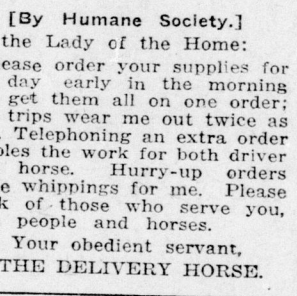 [By Humane Society.]
the Lady of the Home:
ease order your supplies for
day early in the morning
get them all on one order;
trips wear me out twice as
. Telephoning an extra order
bles the work for both driver
horse. Hurry-up orders
e whippings for me. Please
k of those who serve you,
people and horses.
Your obedient servant,
THE DELIVERY HORSE.